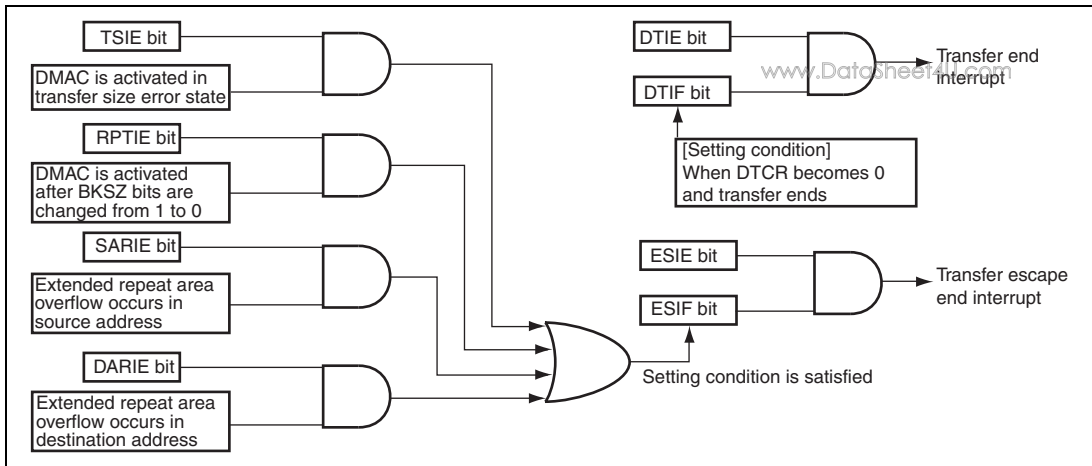 TSIE bit
DMAC is activated in
transfer size error state
RPTIE bit
DMAC is activated
after BKSZ bits are
changed from 1 to 0
SARIE bit
Extended repeat area
overflow occurs in
source address
DARIE bit
Extended repeat area
overflow occurs in
destination address
DTIE bit
DTIF bit
www.DataSheet4U.com
Transfer end
interrupt
[Setting condition]
When DTCR becomes 0
and transfer ends
ESIE bit
ESIF bit
Transfer escape
end interrupt
Setting condition is satisfied